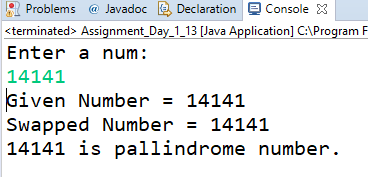 Problems @ Javadoc Declaration Console
<terminated> Assignment_Day_1_13 [Java Application] C:\Program F
Enter a num:
14141
Given Number = 14141
Swapped Number = 14141
14141 is pallindrome number.